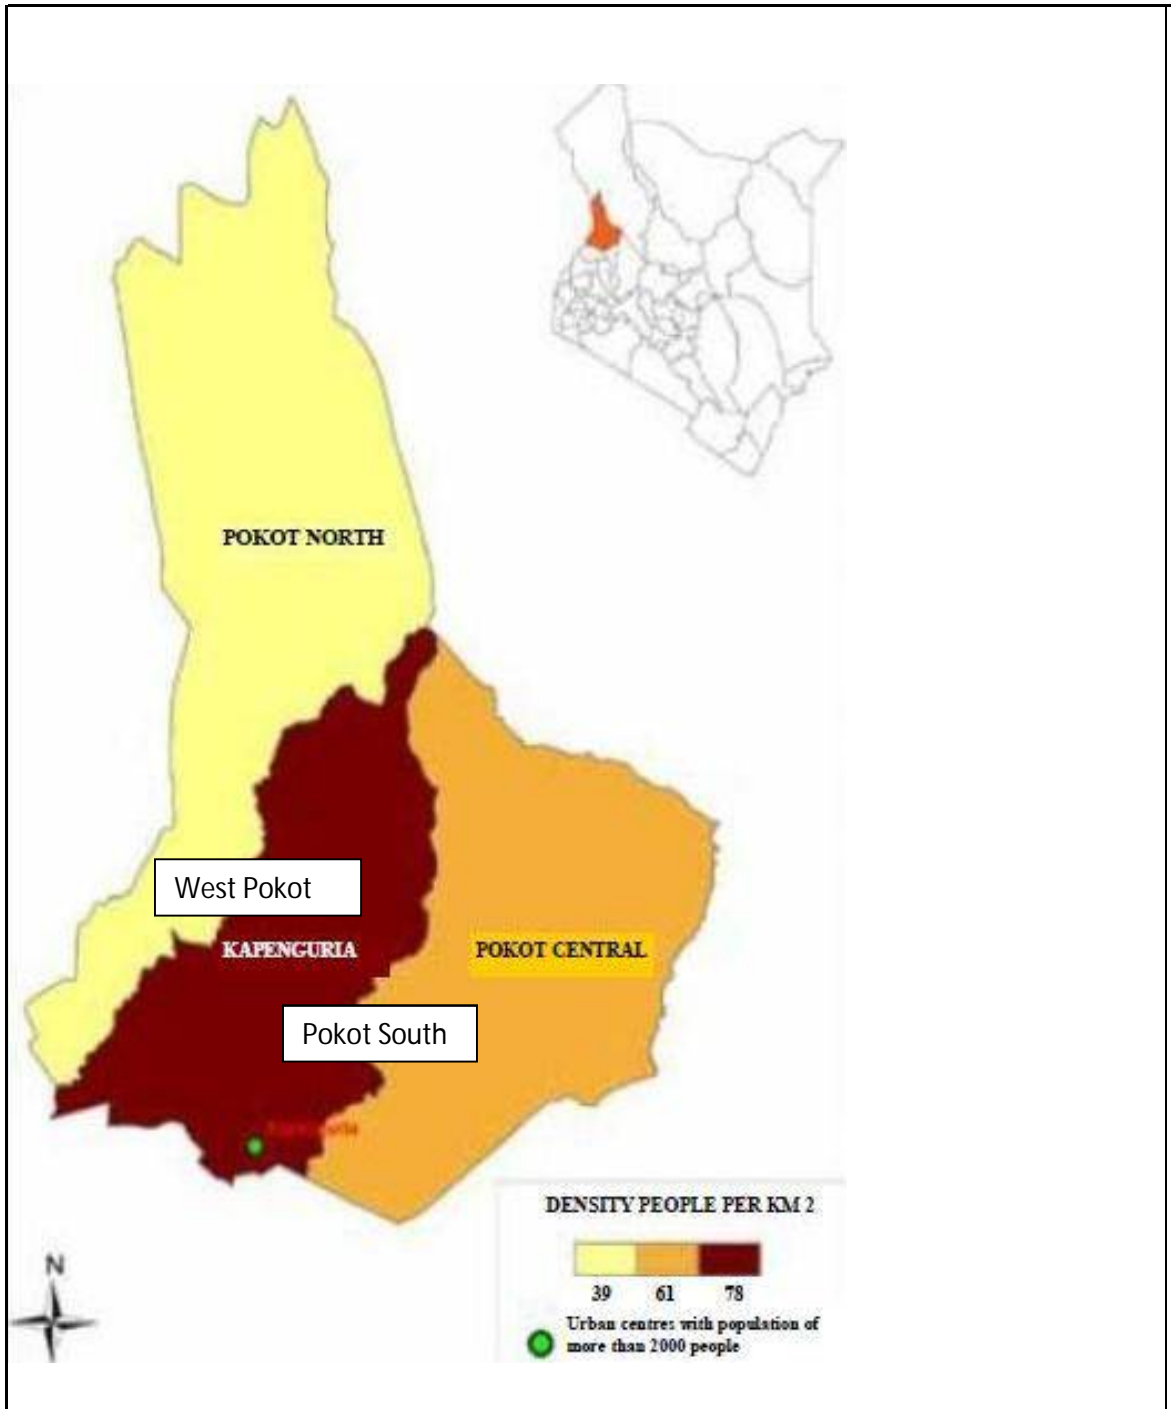 POKOT NORTH
West Pokot
KAPENGURIA
POKOT CENTRAL
Pokot South
DENSITY PEOPLE PER KM 2
39 61 78
Urban centres with population of
more than 2000 people
N